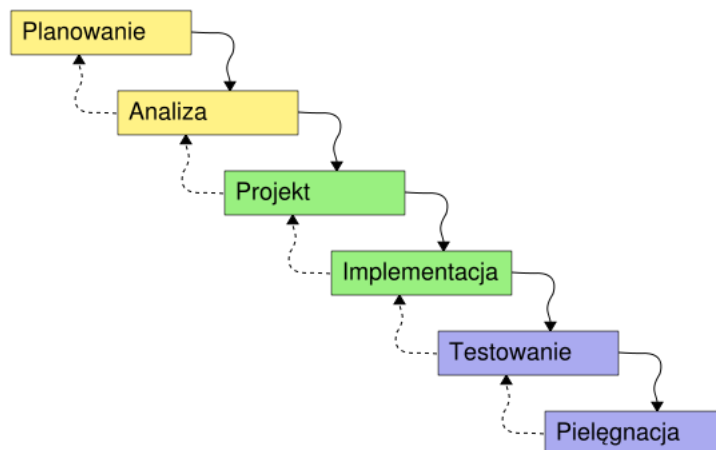 Planowanie
Analiza
Projekt
Implementacja
Testowanie
Pielęgnacja